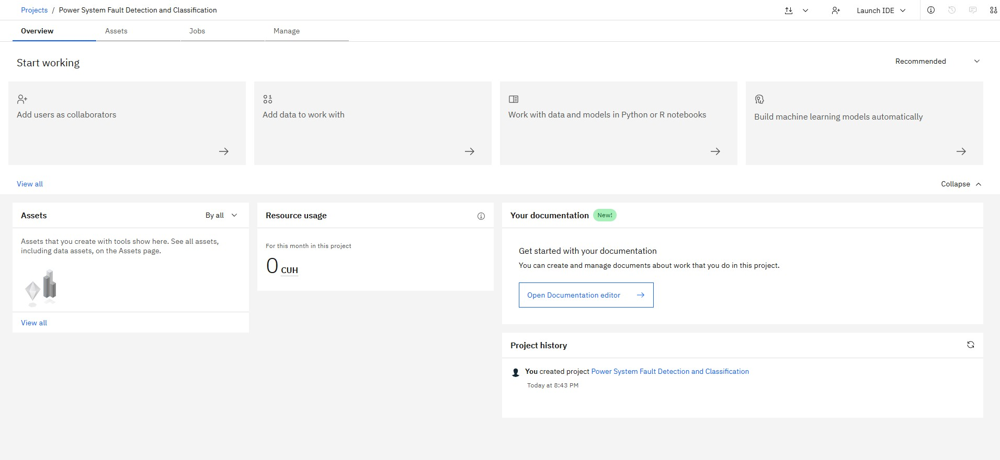 Projects / Power System Fault Detection and Classification
Launch IDE
Overview
Assets
Jobs
Manage
Start working
Recommended
Add users as collaborators
Add data to work with
Work with data and models in Python or R notebooks
Build machine learning models automatically
View all
Collapse
Assets
By all
Assets that you create with tools show here. See all assets,
including data assets, on the Assets page.
View all
Resource usage
For this month in this project
0 CUH
Your documentation New!
Get started with your documentation
You can create and manage documents about work that you do in this project.
Open Documentation editor
Project history
You created project Power System Fault Detection and Classification
Today at 8:43 PM